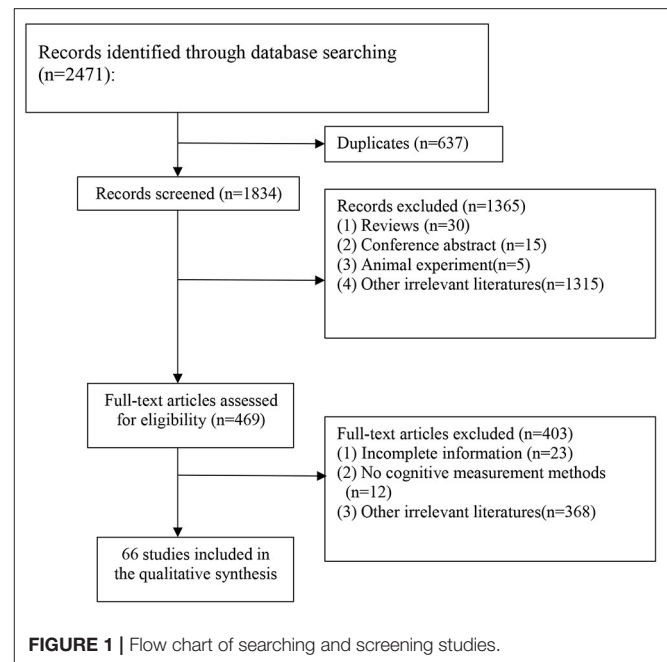 Records identified through database searching
(n=2471):
Duplicates (n=637)
Records screened (n=1834)
Records excluded (n=1365)
(1) Reviews (n=30)
(2) Conference abstract (n=15)
(3) Animal experiment(n=5)
(4) Other irrelevant literatures(n=1315)
Full-text articles assessed
for eligibility (n=469)
Full-text articles excluded (n=403)
(1) Incomplete information (n=23)
(2) No cognitive measurement methods
(n=12)
(3) Other irrelevant literatures(n=368)
66 studies included in
the qualitative synthesis
FIGURE 1 | Flow chart of searching and screening studies.